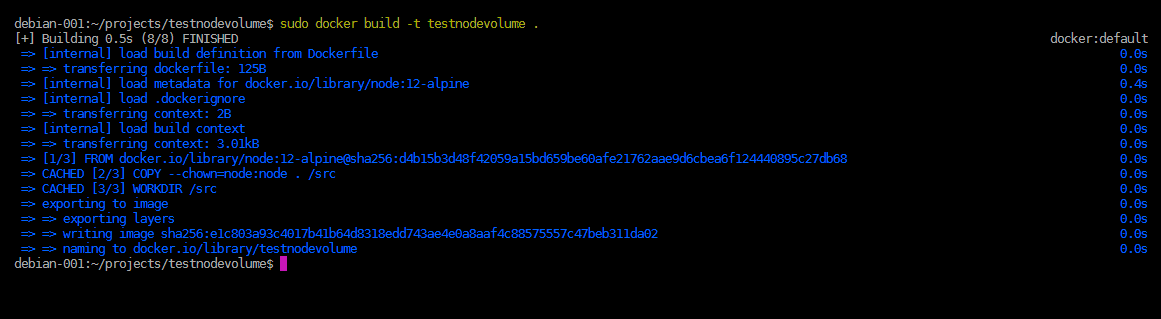 debian-001:~/projects/testnodevolume$ sudo docker build -t testnodevolume .
[+] Building 0.5s (8/8) FINISHED docker:default
=> [internal] load build definition from Dockerfile 0.0s
=> => transferring dockerfile: 125B 0.0s
=> [internal] load metadata for docker.io/library/node:12-alpine 0.4s
=> [internal] load .dockerignore 0.0s
=> => transferring context: 2B 0.0s
=> [internal] load build context 0.0s
=> => transferring context: 3.01kB 0.0s
=> [1/3] FROM docker.io/library/node:12-alpine@sha256:d4b15b3d48f42059a15bd659be60afe21762aae9d6cbea6f124440895c27db68 0.0s
=> CACHED [2/3] COPY --chown=node:node . /src 0.0s
=> CACHED [3/3] WORKDIR /src 0.0s
=> exporting to image 0.0s
=> => exporting layers 0.0s
=> => writing image sha256:e1c803a93c4017b41b64d8318edd743ae4e0a8aaf4c88575557c47beb311da02 0.0s
=> => naming to docker.io/library/testnodevolume 0.0s
debian-001:~/projects/testnodevolume$